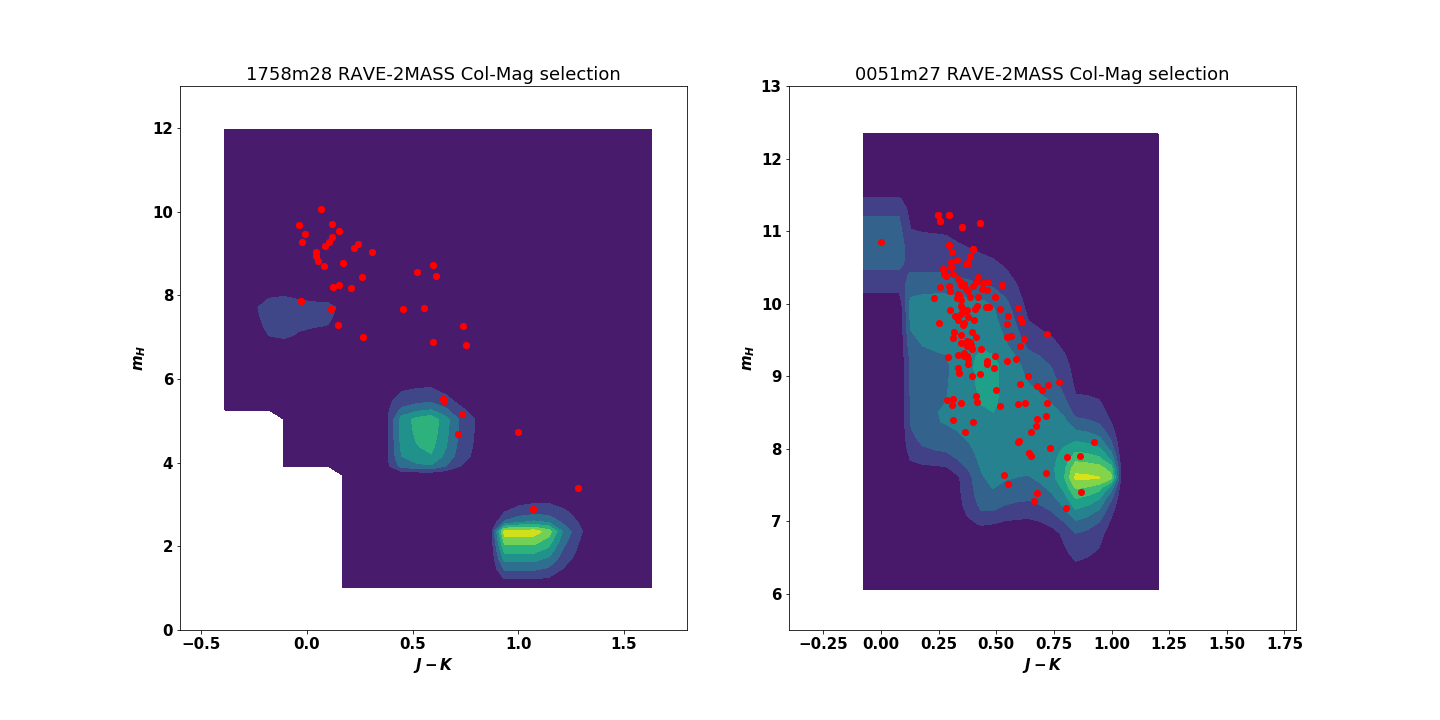 1758m28 RAVE-2MASS Col-Mag selection
12
10
8
6
4
2
0
m_H
−0.5 0.0 0.5 1.0 1.5
J − K
0051m27 RAVE-2MASS Col-Mag selection
13
12
11
10
9
8
7
6
m_H
−0.25 0.00 0.25 0.50 0.75 1.00 1.25 1.50 1.75
J − K